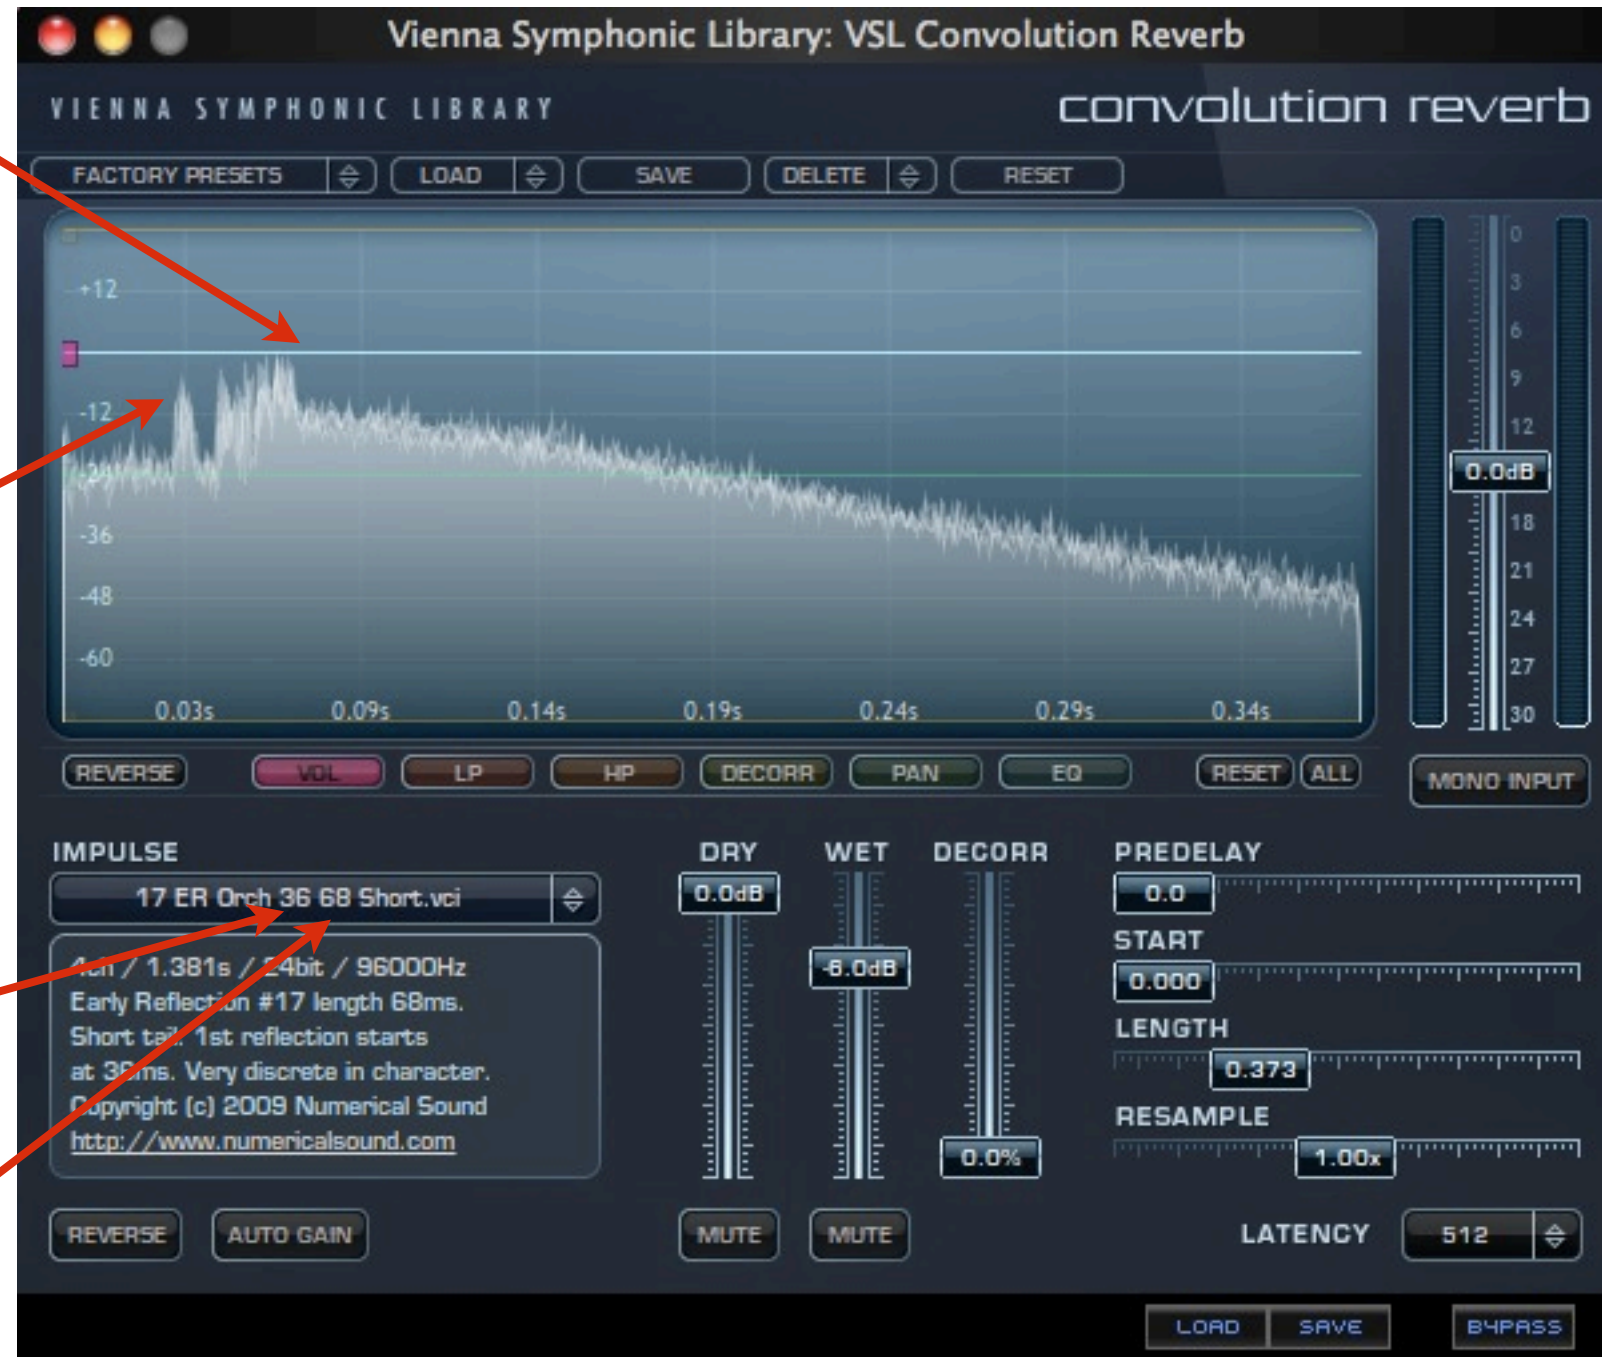 Vienna Symphonic Library: VSL Convolution Reverb
VIENNA SYMPHONIC LIBRARY
convolution reverb
FACTORY PRESETS LOAD SAVE DELETE RESET
+12
-12
-24
-36
-48
-60
0.03s 0.09s 0.14s 0.19s 0.24s 0.29s 0.34s
0
3
6
9
12
0.0dB
18
21
24
27
30
REVERSE VOL LP HP DECORR PAN EQ RESET ALL
MONO INPUT
IMPULSE
17 ER Orch 36 68 Short.vci
4ch / 1.381s / 24bit / 96000Hz
Early Reflection #17 length 68ms.
Short tail. 1st reflection starts
at 36ms. Very discrete in character.
Copyright (c) 2009 Numerical Sound
http://www.numericalsound.com
REVERSE AUTO GAIN
DRY WET DECORR
0.0dB
-6.0dB
0.0%
MUTE MUTE
PREDELAY
0.0
START
0.000
LENGTH
0.373
RESAMPLE
1.00x
LATENCY 512
LOAD SAVE BYPASS